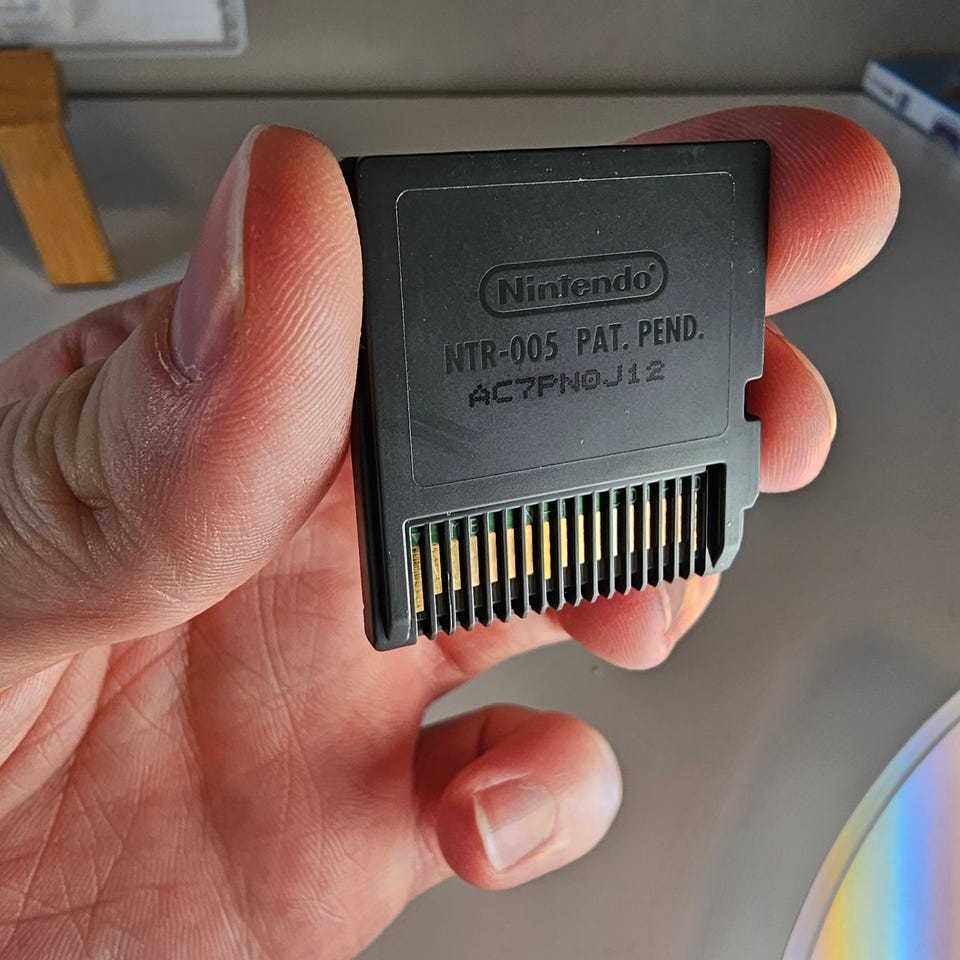 Nintendo
NTR-005 PAT. PEND.
AC7PN0J12